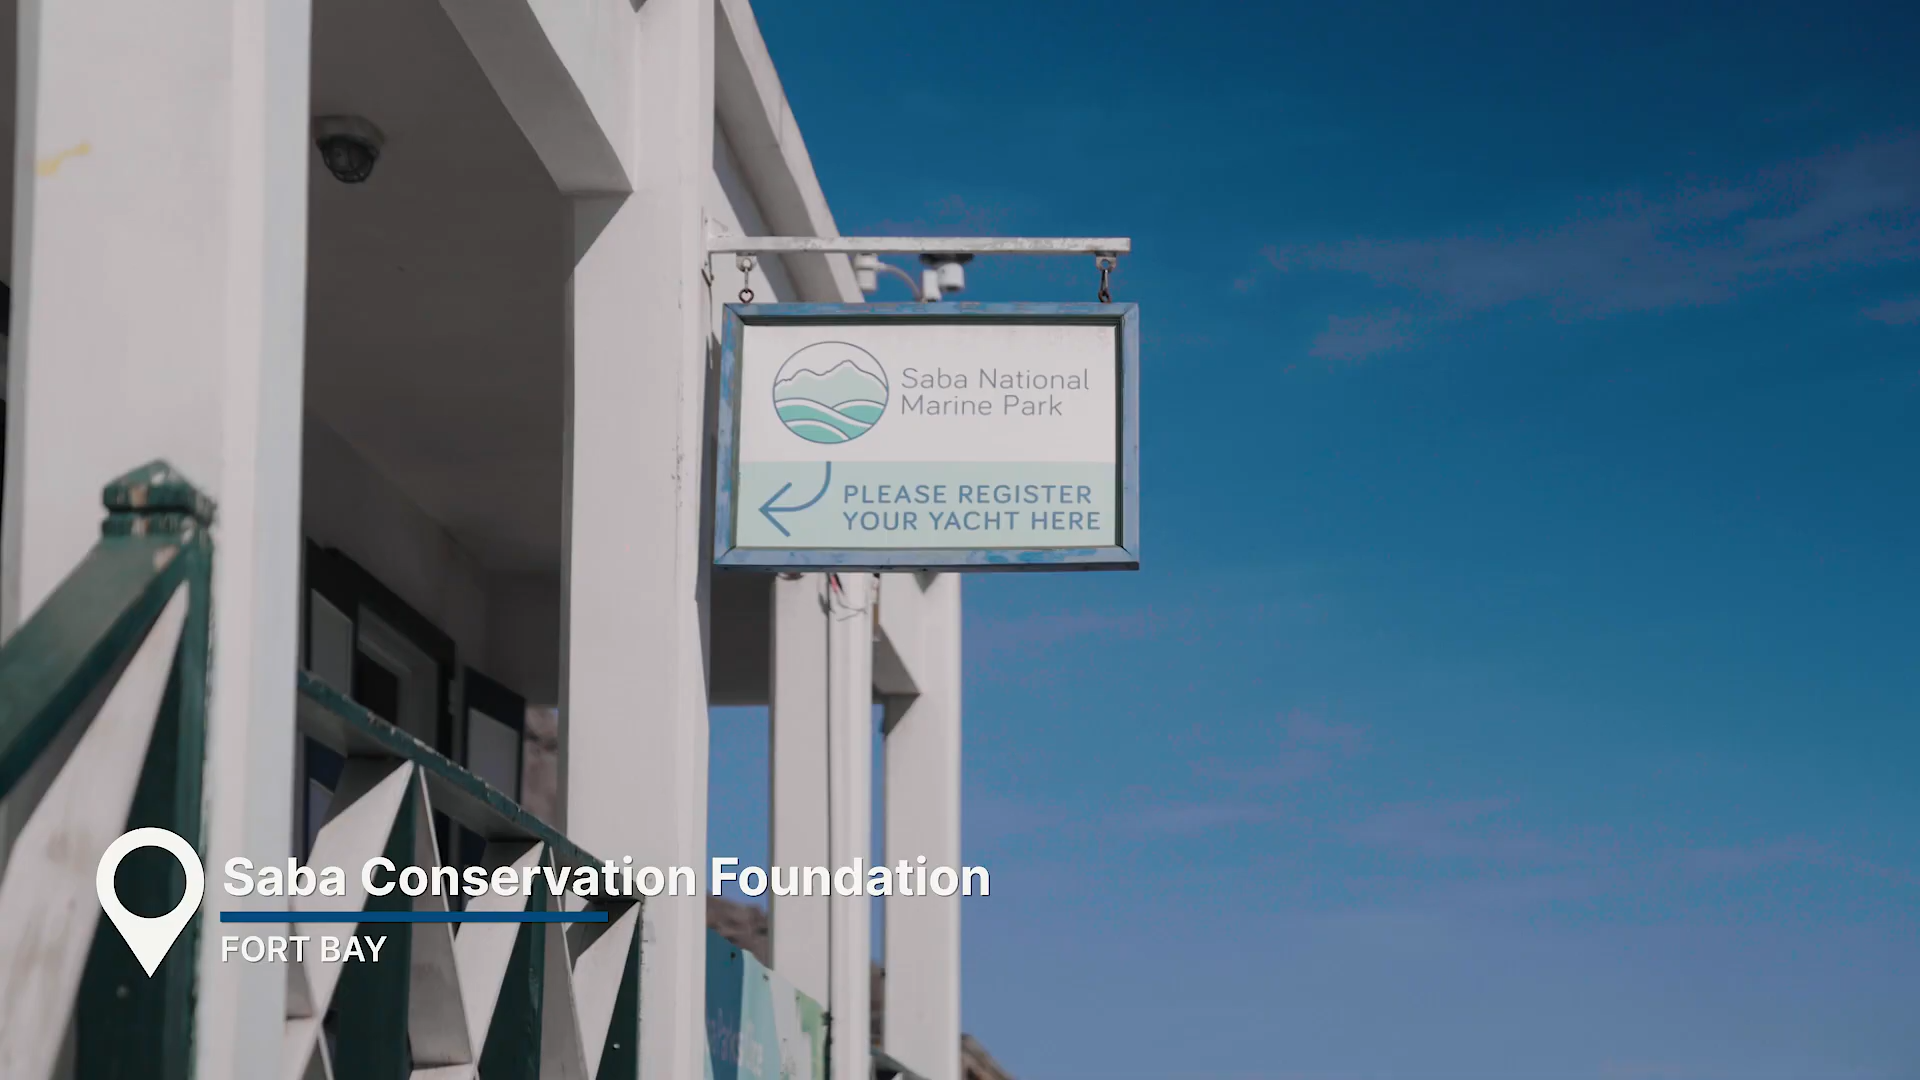 Saba National
Marine Park
PLEASE REGISTER
YOUR YACHT HERE
Saba Conservation Foundation
FORT BAY